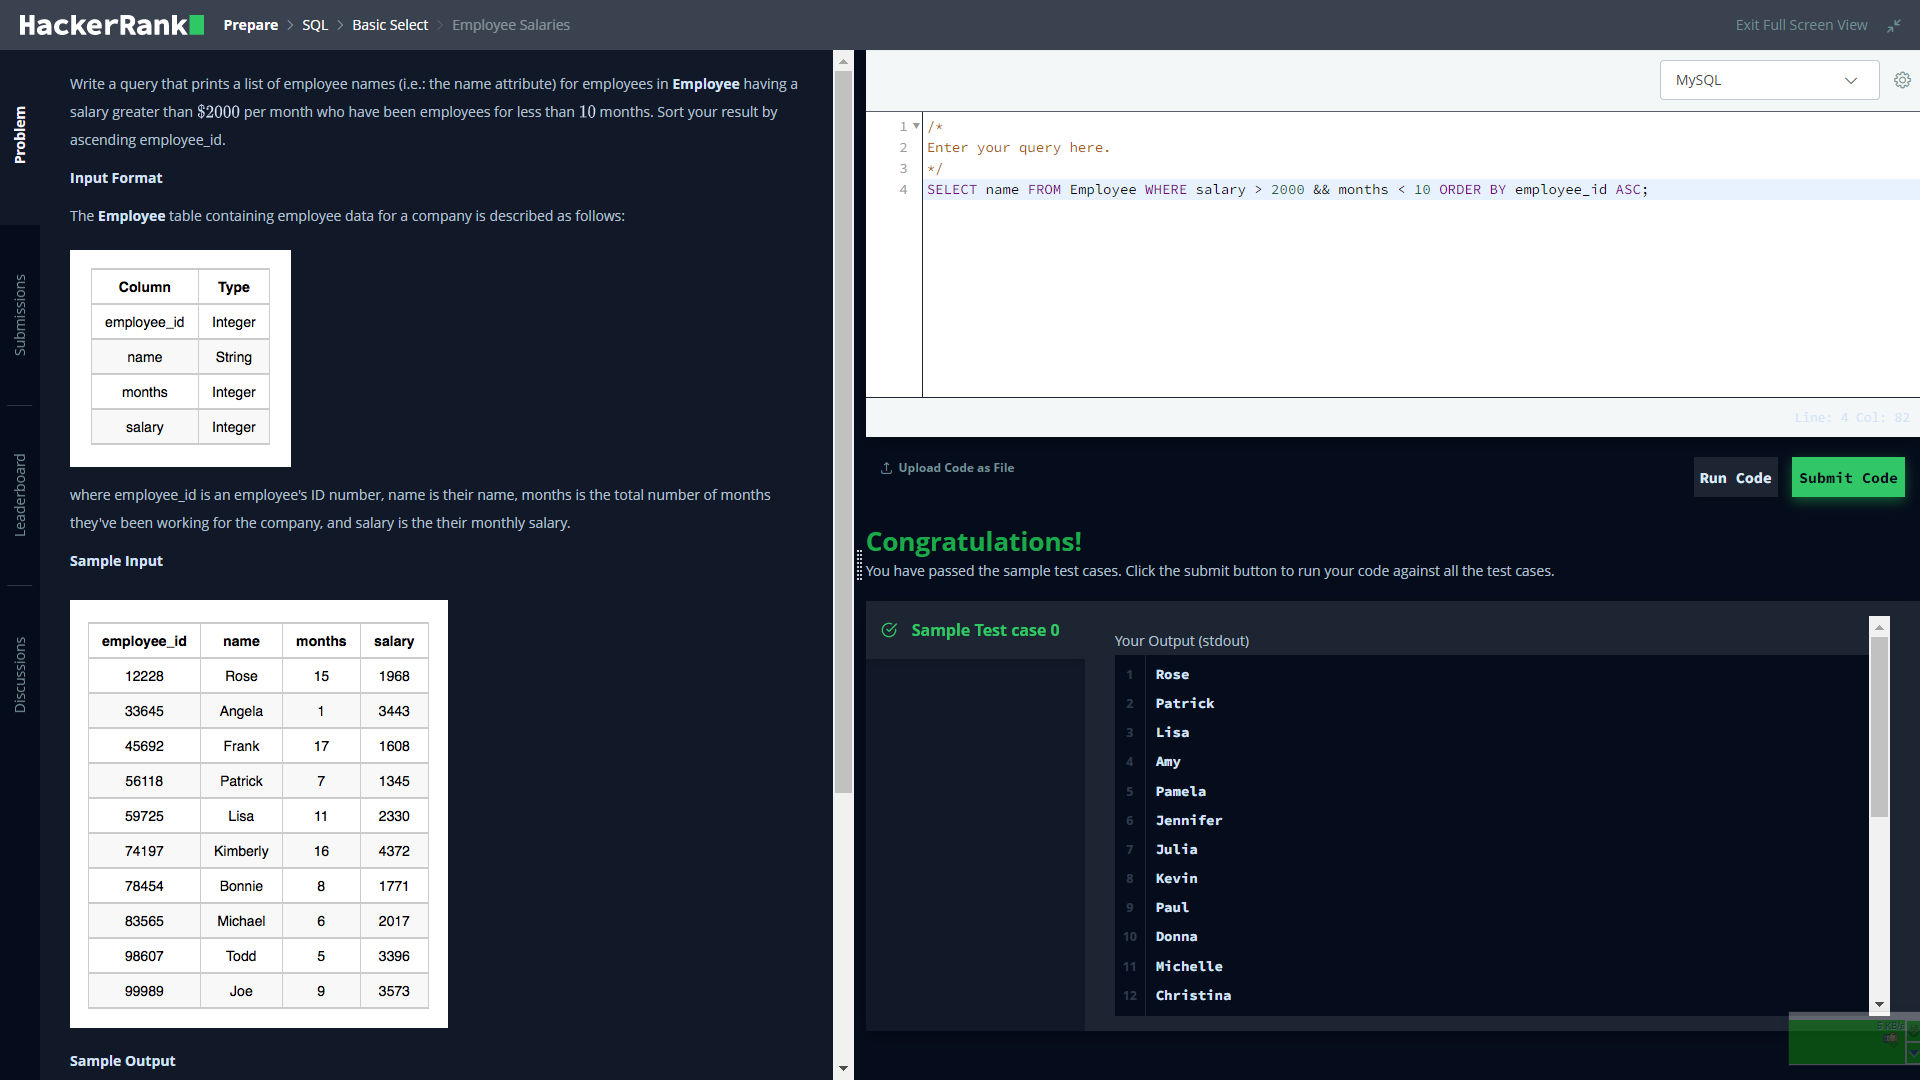 HackerRank Prepare > SQL > Basic Select > Employee Salaries Exit Full Screen View
Problem
Submissions
Leaderboard
Discussions
Write a query that prints a list of employee names (i.e.: the name attribute) for employees in Employee having a
salary greater than $2000 per month who have been employees for less than 10 months. Sort your result by
ascending employee_id.
Input Format
The Employee table containing employee data for a company is described as follows:
Column Type
employee_id Integer
name String
months Integer
salary Integer
where employee_id is an employee's ID number, name is their name, months is the total number of months
they've been working for the company, and salary is the their monthly salary.
Sample Input
employee_id name months salary
12228 Rose 15 1968
33645 Angela 1 3443
45692 Frank 17 1608
56118 Patrick 7 1345
59725 Lisa 11 2330
74197 Kimberly 16 4372
78454 Bonnie 8 1771
83565 Michael 6 2017
98607 Todd 5 3396
99989 Joe 9 3573
Sample Output
MySQL
1 /*
2 Enter your query here.
3 */
4 SELECT name FROM Employee WHERE salary > 2000 && months < 10 ORDER BY employee_id ASC;
Line: 4 Col: 82
Upload Code as File
Run Code
Submit Code
Congratulations!
You have passed the sample test cases. Click the submit button to run your code against all the test cases.
Sample Test case 0
Your Output (stdout)
1 Rose
2 Patrick
3 Lisa
4 Amy
5 Pamela
6 Jennifer
7 Julia
8 Kevin
9 Paul
10 Donna
11 Michelle
12 Christina